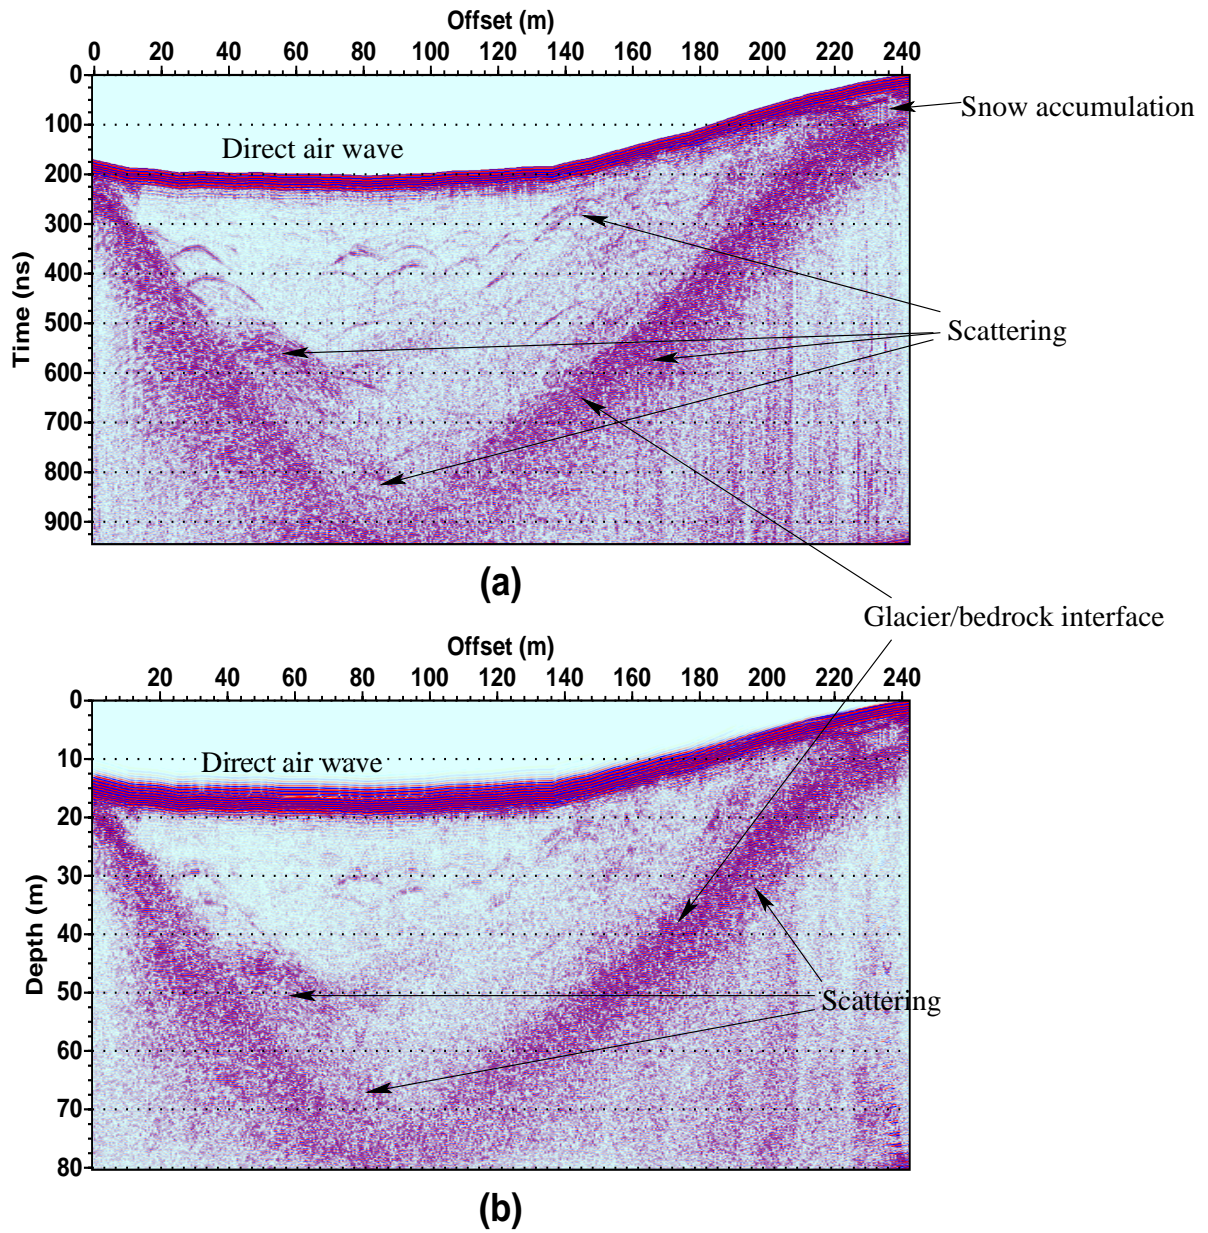 Offset (m)
0 20 40 60 80 100 120 140 160 180 200 220 240
0
100
200
300
400
500
600
700
800
900
Time (ns)
Direct air wave
Snow accumulation
Scattering
(a)
Glacier/bedrock interface
Offset (m)
20 40 60 80 100 120 140 160 180 200 220 240
0
10
20
30
40
50
60
70
80
Depth (m)
Direct air wave
Scattering
(b)